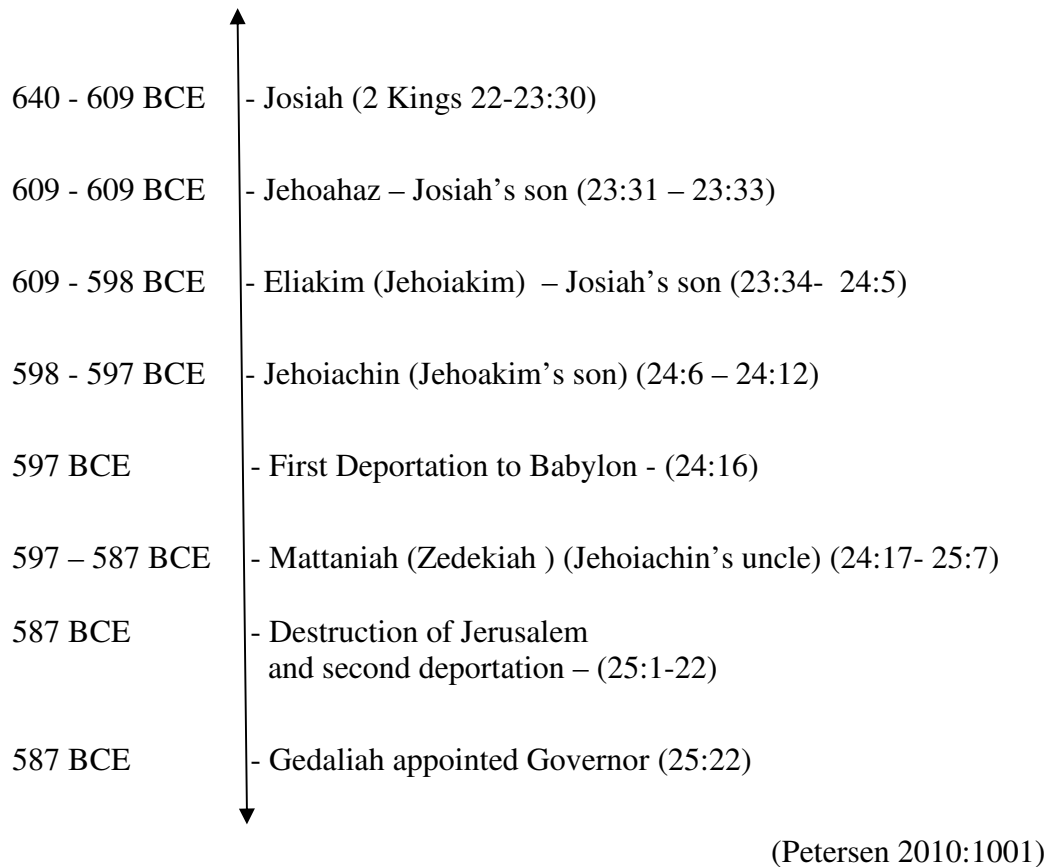 640 - 609 BCE - Josiah (2 Kings 22-23:30)
609 - 609 BCE - Jehoahaz – Josiah’s son (23:31 – 23:33)
609 - 598 BCE - Eliakim (Jehoiakim) – Josiah’s son (23:34- 24:5)
598 - 597 BCE - Jehoiachin (Jehoakim’s son) (24:6 – 24:12)
597 BCE - First Deportation to Babylon - (24:16)
597 – 587 BCE - Mattaniah (Zedekiah ) (Jehoiachin’s uncle) (24:17- 25:7)
587 BCE - Destruction of Jerusalem
and second deportation – (25:1-22)
587 BCE - Gedaliah appointed Governor (25:22)
(Petersen 2010:1001)